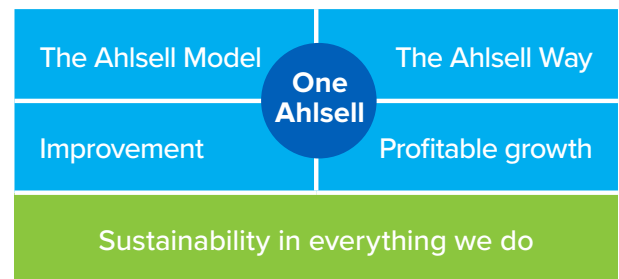 The Ahlsell Model
The Ahlsell Way
One
Ahlsell
Improvement
Profitable growth
Sustainability in everything we do